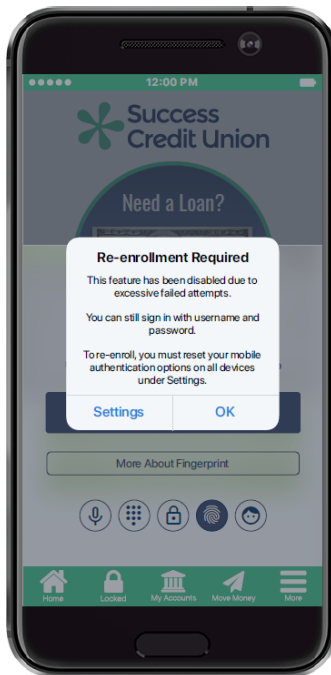 12:00 PM
Success
Credit Union
Need a Loan?
Re-enrollment Required
This feature has been disabled due to
excessive failed attempts.
You can still sign in with username and
password.
To re-enroll, you must reset your mobile
authentication options on all devices
under Settings.
Settings
OK
More About Fingerprint
Home
Locked
My Accounts
Move Money
More